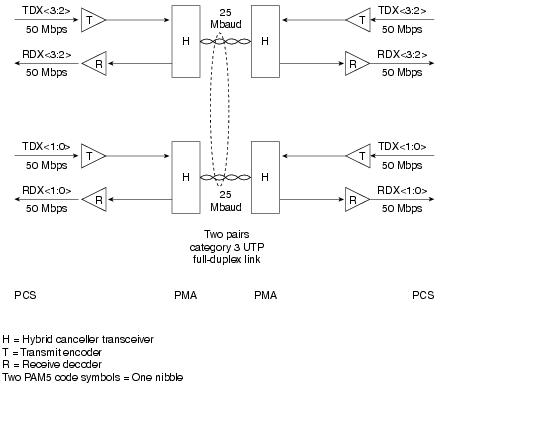 TDX<3:2> T 50 Mbps H 25 Mbaud H T TDX<3:2> 50 Mbps
RDX<3:2> R 50 Mbps R RDX<3:2> 50 Mbps
TDX<1:0> T 50 Mbps H H T TDX<1:0> 50 Mbps
RDX<1:0> R 50 Mbps 25 Mbaud R RDX<1:0> 50 Mbps
Two pairs
category 3 UTP
full-duplex link
PCS PMA PMA PCS
H = Hybrid canceller transceiver
T = Transmit encoder
R = Receive decoder
Two PAM5 code symbols = One nibble